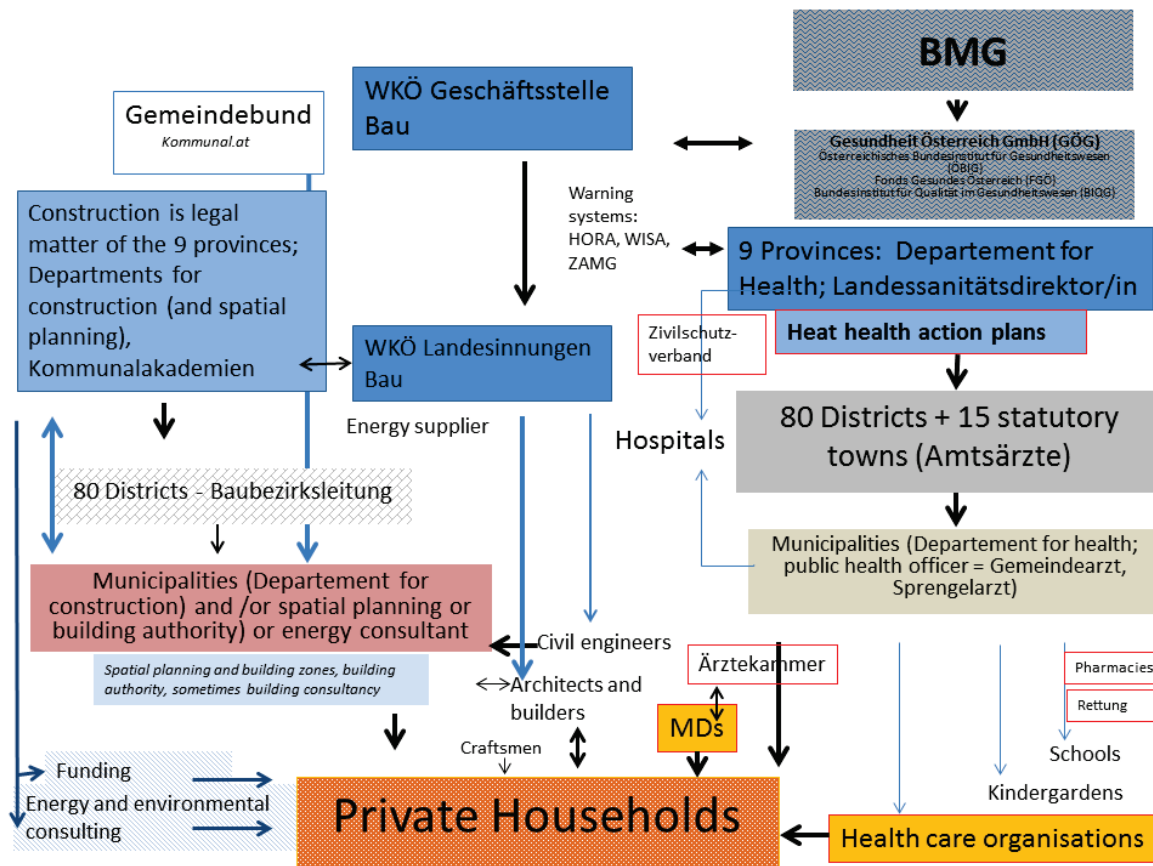 BMG
WKÖ Geschäftsstelle
Bau
Gemeindebund
Kommunal.at
Gesundheit Österreich GmbH (GÖG)
Österreichisches Bundesinstitut für Gesundheitswesen
(ÖBIG)
Fonds Gesundes Österreich (FGÖ)
Bundesinstitut für Qualität im Gesundheitswesen (BIQG)
Construction is legal
matter of the 9 provinces;
Departments for
construction (and spatial
planning),
Kommunalakademien
Warning
systems:
HORA, WISA,
ZAMG
9 Provinces:  Departement for
Health; Landessanitätsdirektor/in
Heat health action plans
Zivilschutz-
verband
WKÖ Landesinnungen
Bau
Energy supplier
Hospitals
80 Districts + 15 statutory
towns (Amtsärzte)
80 Districts - Baubezirksleitung
Municipalities (Departement for health;
public health officer = Gemeindearzt,
Sprengelarzt)
Municipalities (Departement for
construction) and /or spatial planning or
building authority) or energy consultant
Spatial planning and building zones, building
authority, sometimes building consultancy
Civil engineers
Architects and
builders
Craftsmen
Ärztekammer
MDs
Pharmacies
Rettung
Schools
Kindergardens
Funding
Energy and environmental
consulting
Private Households
Health care organisations